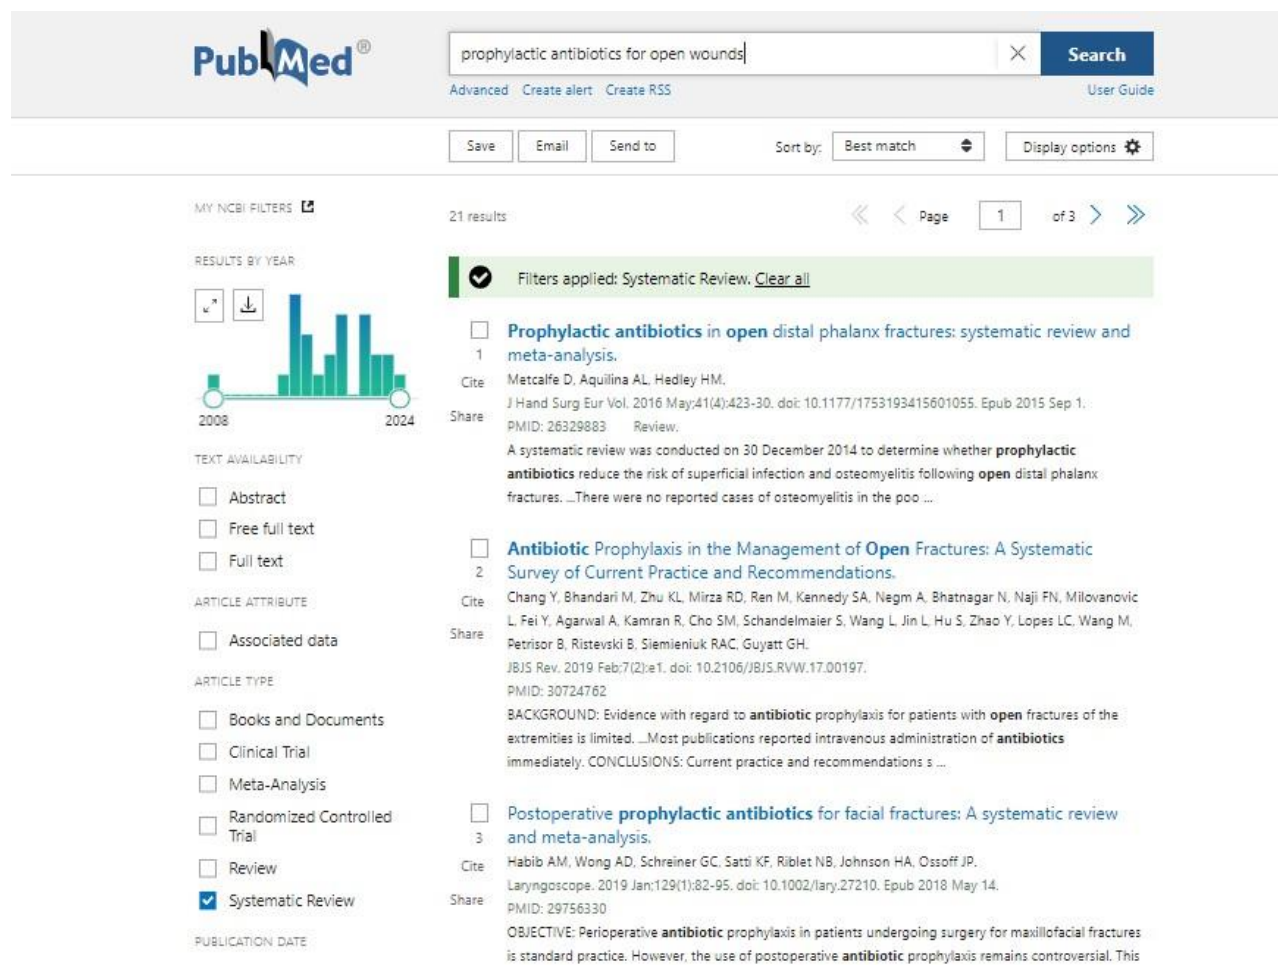 PubMed®
prophylactic antibiotics for open wounds
Search
Advanced Create alert Create RSS
User Guide
Save Email Send to
Sort by: Best match
Display options
MY NCBI FILTERS
21 results
Page 1 of 3
RESULTS BY YEAR
2008 2024
TEXT AVAILABILITY
Abstract
Free full text
Full text
ARTICLE ATTRIBUTE
Associated data
ARTICLE TYPE
Books and Documents
Clinical Trial
Meta-Analysis
Randomized Controlled
Trial
Review
Systematic Review
PUBLICATION DATE
Filters applied: Systematic Review. Clear all
1
Cite
Share
Prophylactic antibiotics in open distal phalanx fractures: systematic review and
meta-analysis.
Metcalfe D, Aquilina AL, Hedley HM.
J Hand Surg Eur Vol. 2016 May;41(4):423-30. doi: 10.1177/1753193415601055. Epub 2015 Sep 1.
PMID: 26329883 Review.
A systematic review was conducted on 30 December 2014 to determine whether prophylactic
antibiotics reduce the risk of superficial infection and osteomyelitis following open distal phalanx
fractures. ...There were no reported cases of osteomyelitis in the poo ...
2
Cite
Share
Antibiotic Prophylaxis in the Management of Open Fractures: A Systematic
Survey of Current Practice and Recommendations.
Chang Y, Bhandari M, Zhu KL, Mirza RD, Ren M, Kennedy SA, Negm A, Bhatnagar N, Naji FN, Milovanovic
L, Fei Y, Agarwal A, Kamran R, Cho SM, Schandelmaier S, Wang L, Jin L, Hu S, Zhao Y, Lopes LC, Wang M,
Petrisor B, Ristevski B, Siemieniuk RAC, Guyatt GH.
JBJS Rev. 2019 Feb;7(2):e1. doi: 10.2106/JBJS.RVW.17.00197.
PMID: 30724762
BACKGROUND: Evidence with regard to antibiotic prophylaxis for patients with open fractures of the
extremities is limited. ...Most publications reported intravenous administration of antibiotics
immediately. CONCLUSIONS: Current practice and recommendations s ...
3
Cite
Share
Postoperative prophylactic antibiotics for facial fractures: A systematic review
and meta-analysis.
Habib AM, Wong AD, Schreiner GC, Satti KF, Riblet NB, Johnson HA, Ossoff JP.
Laryngoscope. 2019 Jan;129(1):82-95. doi: 10.1002/lary.27210. Epub 2018 May 14.
PMID: 29756330
OBJECTIVE: Perioperative antibiotic prophylaxis in patients undergoing surgery for maxillofacial fractures
is standard practice. However, the use of postoperative antibiotic prophylaxis remains controversial. This